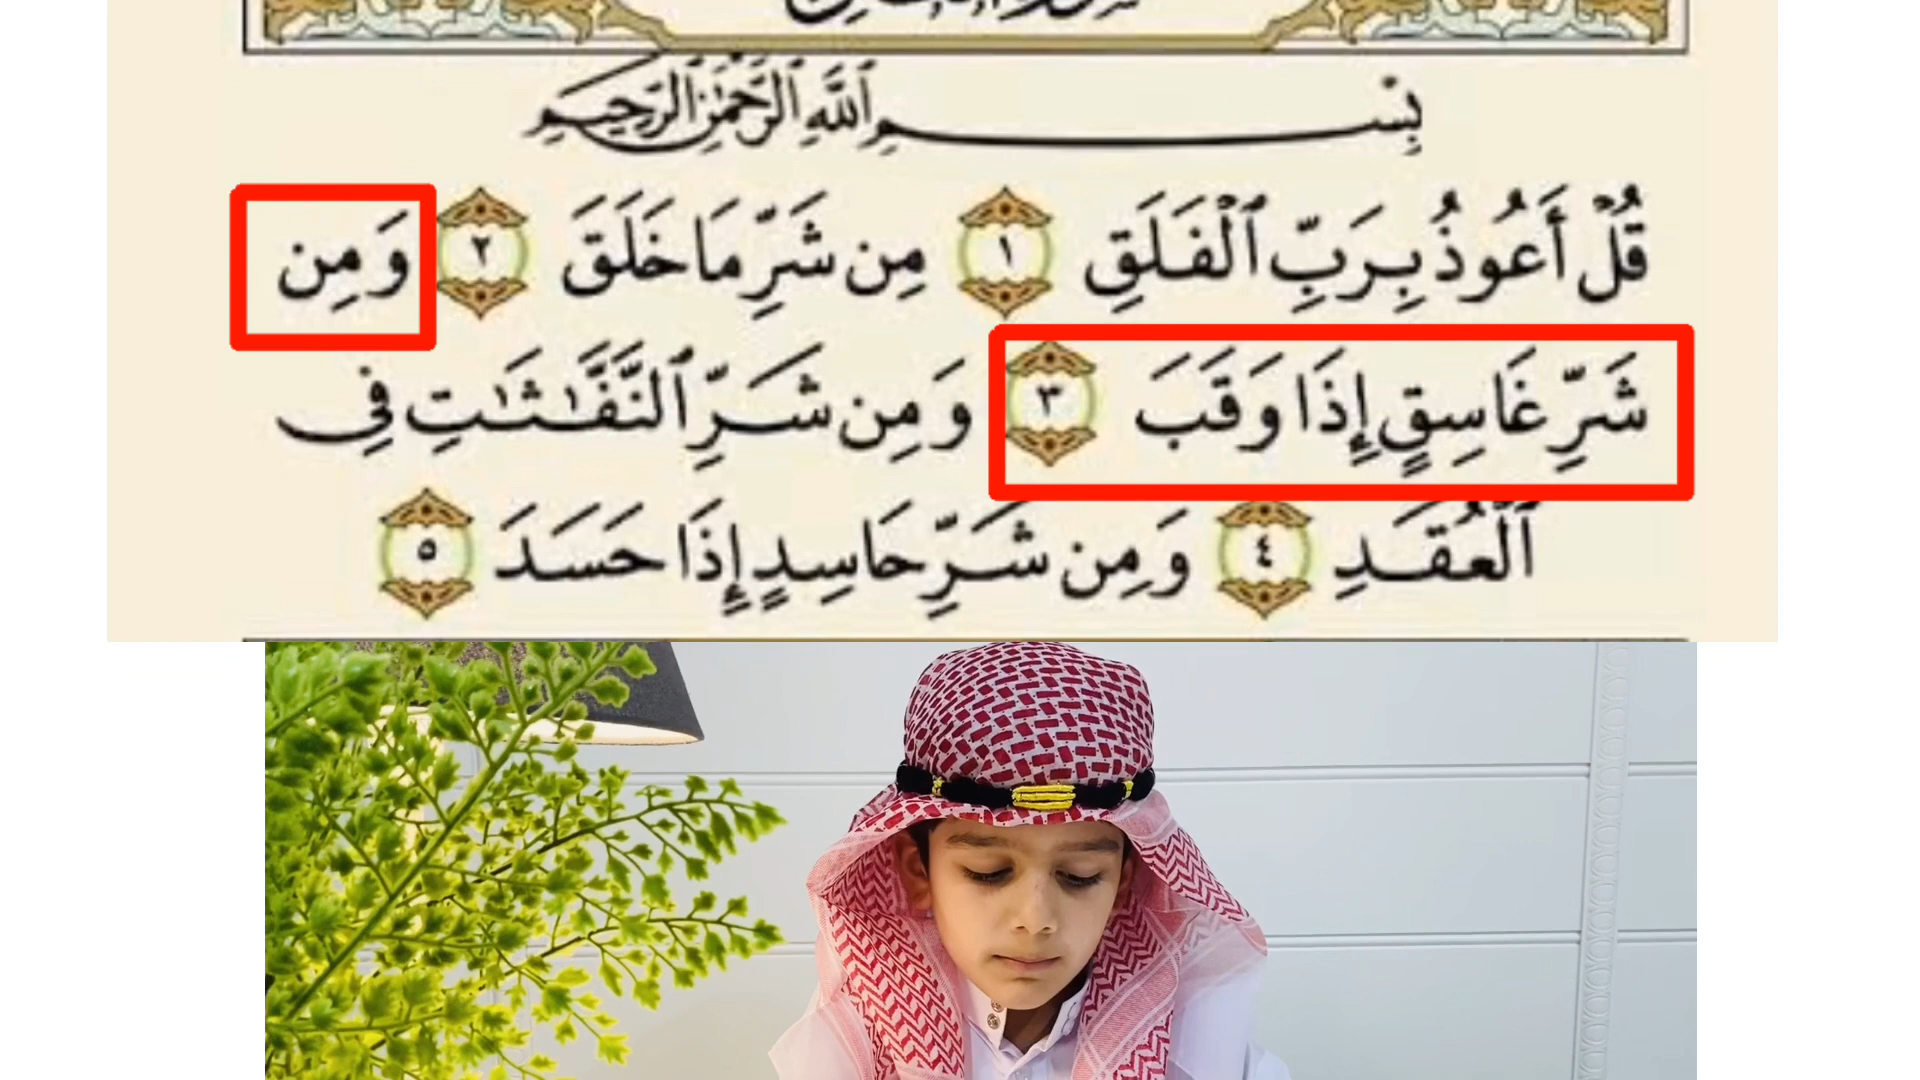 بِسْمِ ٱللَّهِ ٱلرَّحْمَٰنِ ٱلرَّحِيمِ
قُلْ أَعُوذُ بِرَبِّ ٱلْفَلَقِ ١ مِن شَرِّ مَا خَلَقَ ٢ وَمِن
شَرِّ غَاسِقٍ إِذَا وَقَبَ ٣ وَمِن شَرِّ ٱلنَّفَّٰثَٰتِ فِى
ٱلْعُقَدِ ٤ وَمِن شَرِّ حَاسِدٍ إِذَا حَسَدَ ٥